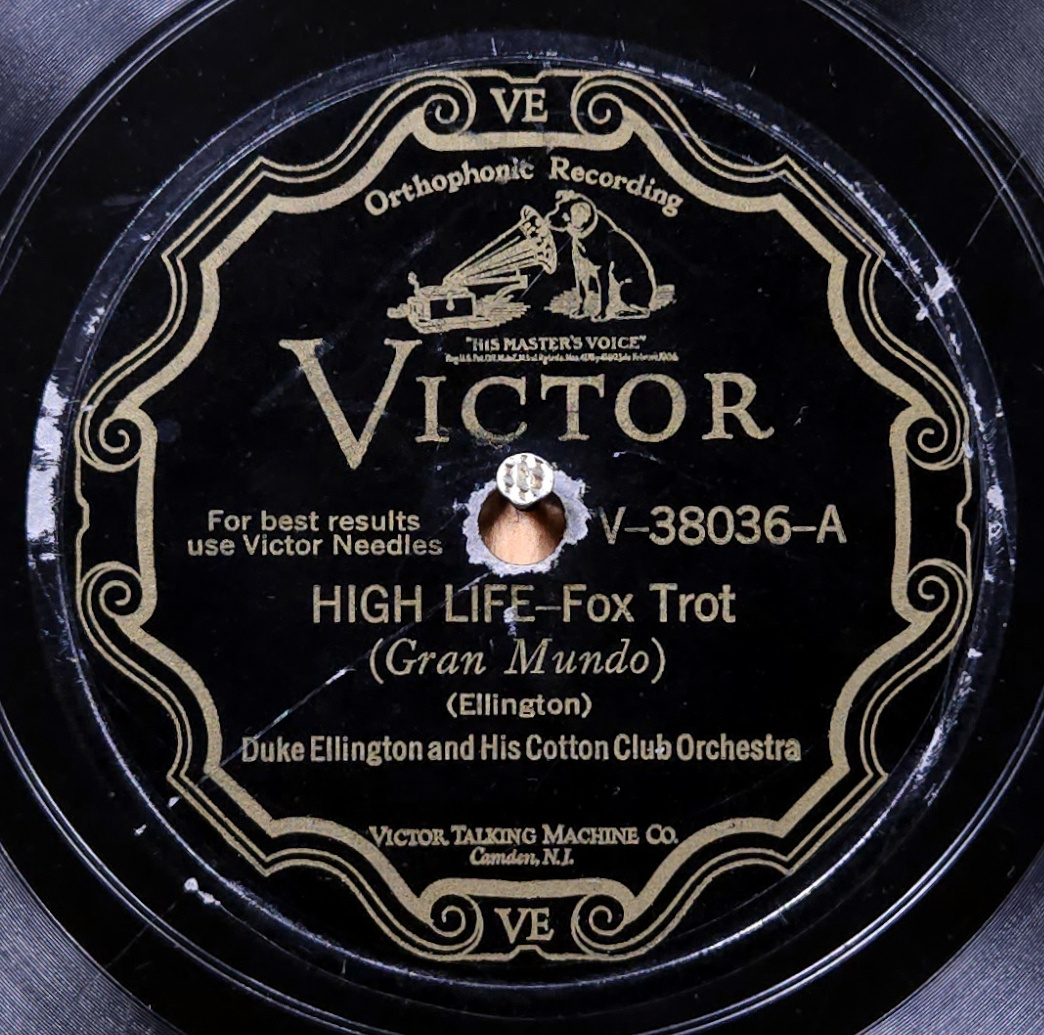 VE
Orthophonic Recording
"HIS MASTER'S VOICE"
VICTOR
For best results
use Victor Needles
V-38036-A
HIGH LIFE-Fox Trot
(Gran Mundo)
(Ellington)
Duke Ellington and His Cotton Club Orchestra
VICTOR TALKING MACHINE CO.
Camden, N.J.
VE